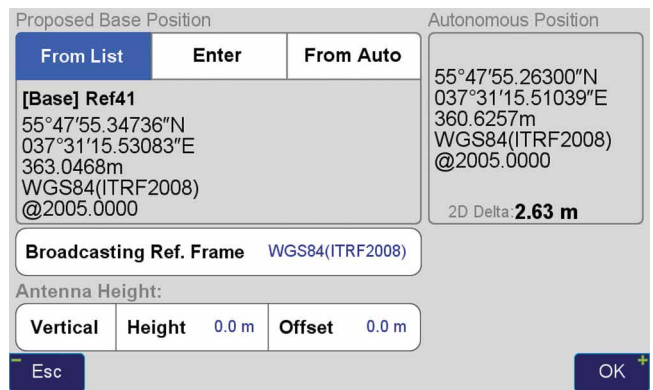 Proposed Base Position
From List Enter From Auto
[Base] Ref41
55°47′55.34736″N
037°31′15.53083″E
363.0468m
WGS84(ITRF2008)
@2005.0000
Broadcasting Ref. Frame WGS84(ITRF2008)
Antenna Height:
Vertical Height 0.0 m Offset 0.0 m
Autonomous Position
55°47′55.26300″N
037°31′15.51039″E
360.6257m
WGS84(ITRF2008)
@2005.0000
2D Delta:2.63 m
− Esc
OK +